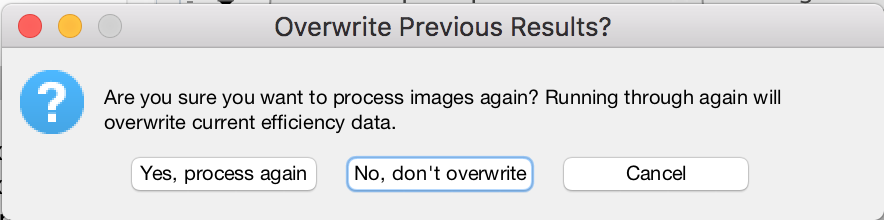 Overwrite Previous Results?
?
Are you sure you want to process images again? Running through again will
overwrite current efficiency data.
Yes, process again
No, don't overwrite
Cancel